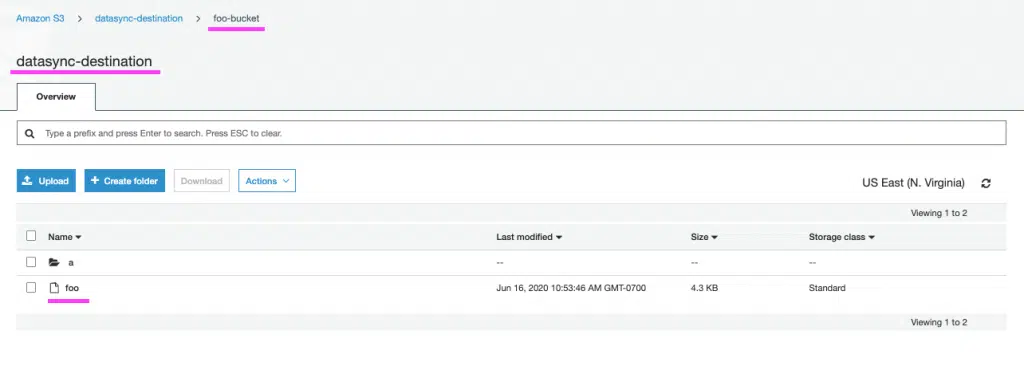 Amazon S3 > datasync-destination > foo-bucket
datasync-destination
Overview
Type a prefix and press Enter to search. Press ESC to clear.
Upload + Create folder Download Actions US East (N. Virginia)
Viewing 1 to 2
Name Last modified Size Storage class
a -- -- --
foo Jun 16, 2020 10:53:46 AM GMT-0700 4.3 KB Standard
Viewing 1 to 2